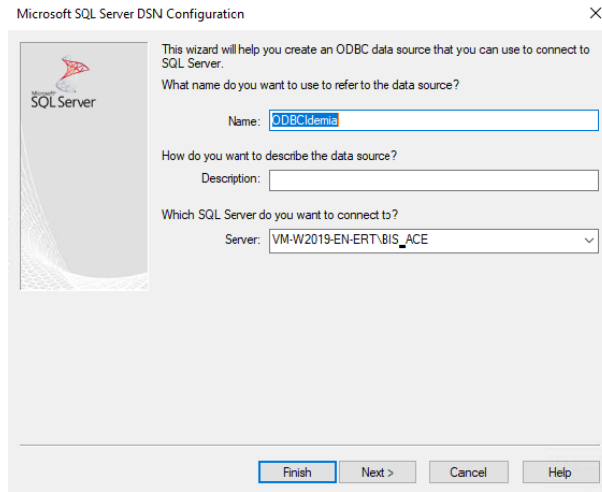 Microsoft SQL Server DSN Configuration
This wizard will help you create an ODBC data source that you can use to connect to
SQL Server.
What name do you want to use to refer to the data source?
Microsoft
SQL Server
Name: ODBCIdemia
How do you want to describe the data source?
Description:
Which SQL Server do you want to connect to?
Server: VM-W2019-EN-ERT\BIS_ACE
Finish Next > Cancel Help